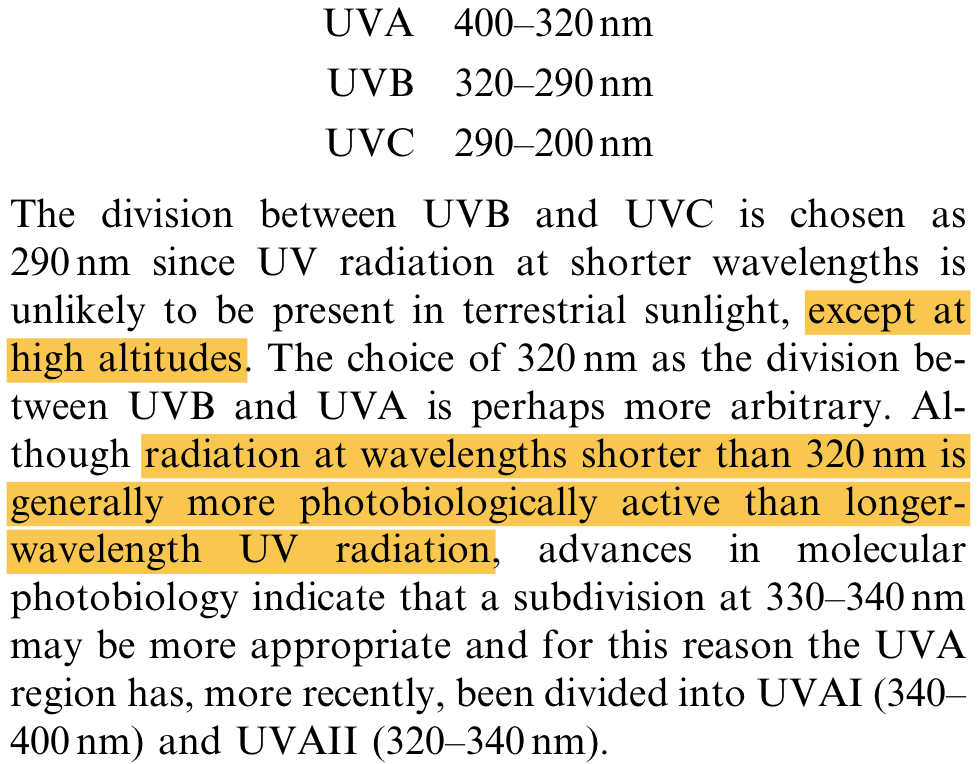 UVA 400–320 nm
UVB 320–290 nm
UVC 290–200 nm
The division between UVB and UVC is chosen as
290 nm since UV radiation at shorter wavelengths is
unlikely to be present in terrestrial sunlight, except at
high altitudes. The choice of 320 nm as the division be-
tween UVB and UVA is perhaps more arbitrary. Al-
though radiation at wavelengths shorter than 320 nm is
generally more photobiologically active than longer-
wavelength UV radiation, advances in molecular
photobiology indicate that a subdivision at 330–340 nm
may be more appropriate and for this reason the UVA
region has, more recently, been divided into UVAI (340–
400 nm) and UVAII (320–340 nm).